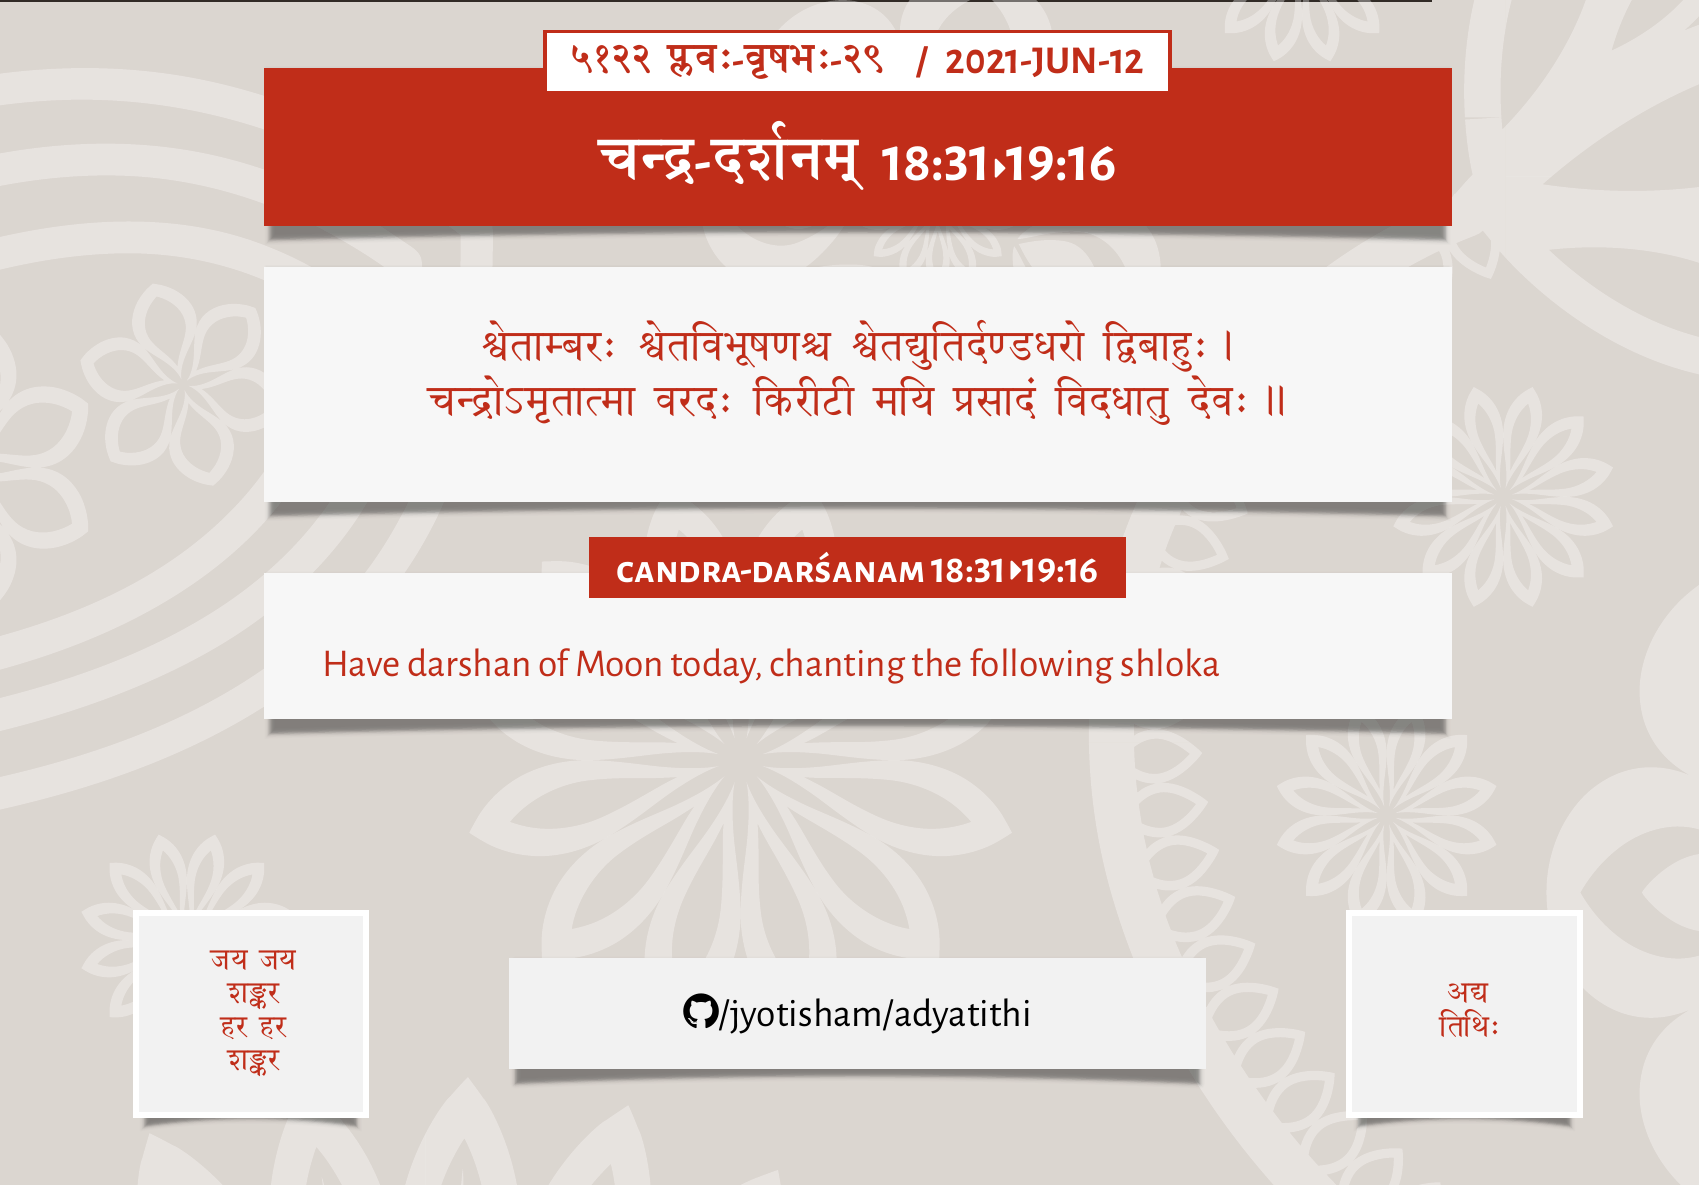 ५१२२ प्लवः-वृषभः-२९ / 2021-JUN-12
चन्द्र-दर्शनम् 18:31▸19:16
श्वेताम्बरः श्वेतविभूषणश्च श्वेतद्युतिर्दण्डधरो द्विबाहुः ।
चन्द्रोऽमृतात्मा वरदः किरीटी मयि प्रसादं विदधातु देवः ॥
CANDRA-DARŚANAM 18:31▸19:16
Have darshan of Moon today, chanting the following shloka
जय जय
शङ्कर
हर हर
शङ्कर
/jyotisham/adyatithi
अद्य
तिथिः